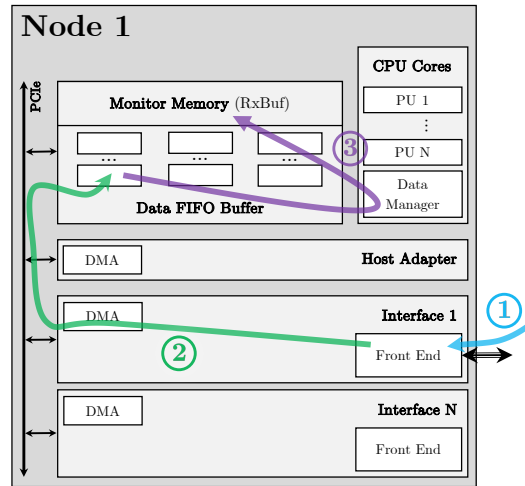 Node 1
PCIe
CPU Cores
PU 1
⋮
PU N
Data
Manager
Monitor Memory (RxBuf)
...
...
...
Data FIFO Buffer
3
DMA
Host Adapter
DMA
Interface 1
Front End
1
2
DMA
Interface N
Front End